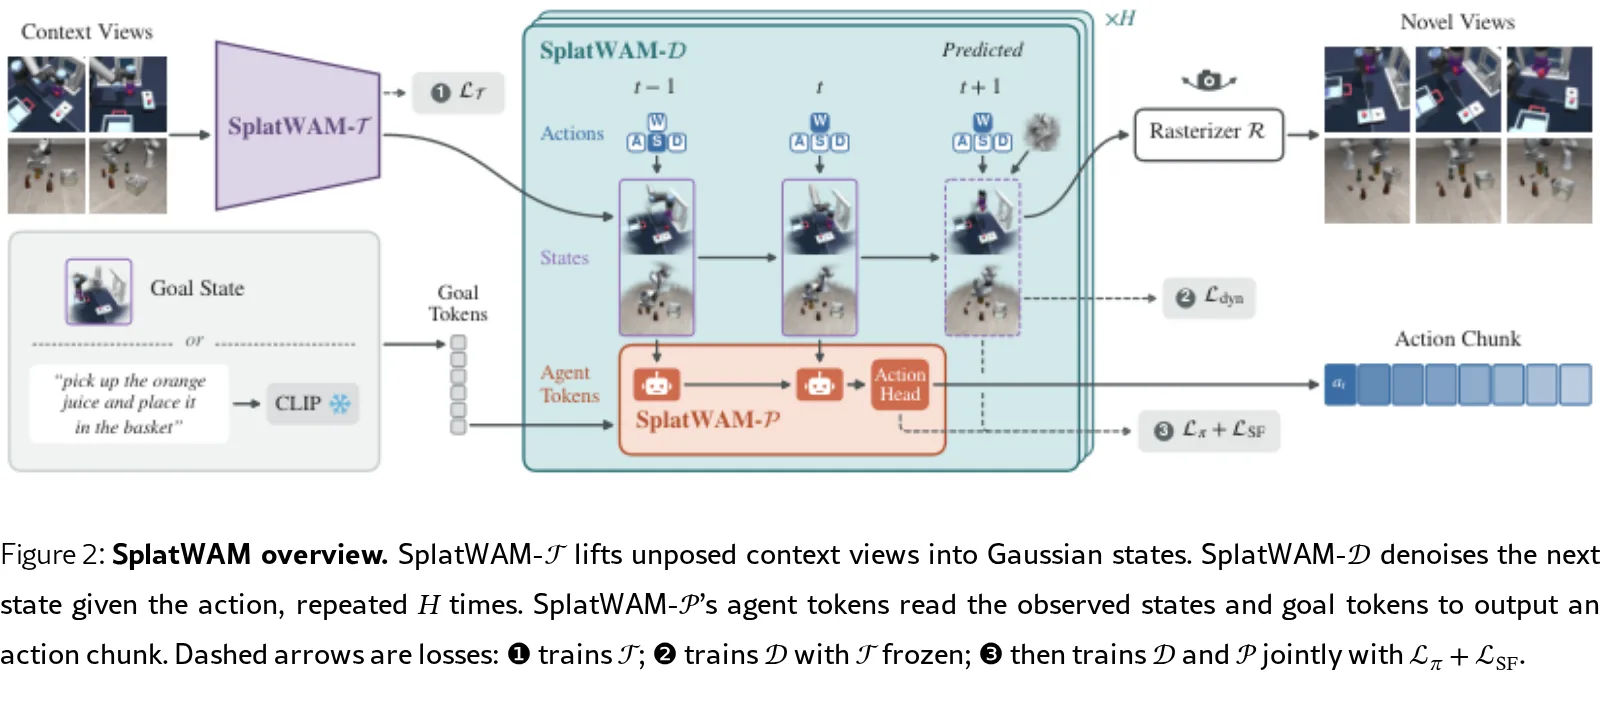 Context Views
SplatWAM-𝒯
❶ ℒ𝒯
SplatWAM-𝒟
Predicted
×H
t − 1
t
t + 1
Actions
W
A S D
W
A S D
W
A S D
States
Rasterizer ℛ
Novel Views
Goal State
or
"pick up the orange
juice and place it
in the basket"
CLIP
Goal
Tokens
Agent
Tokens
Action
Head
SplatWAM-𝒫
❷ ℒdyn
Action Chunk
at
❸ ℒπ + ℒSF
Figure 2: SplatWAM overview. SplatWAM-𝒯 lifts unposed context views into Gaussian states. SplatWAM-𝒟 denoises the next
state given the action, repeated H times. SplatWAM-𝒫’s agent tokens read the observed states and goal tokens to output an
action chunk. Dashed arrows are losses: ❶ trains 𝒯; ❷ trains 𝒟 with 𝒯 frozen; ❸ then trains 𝒟 and 𝒫 jointly with ℒπ + ℒSF.